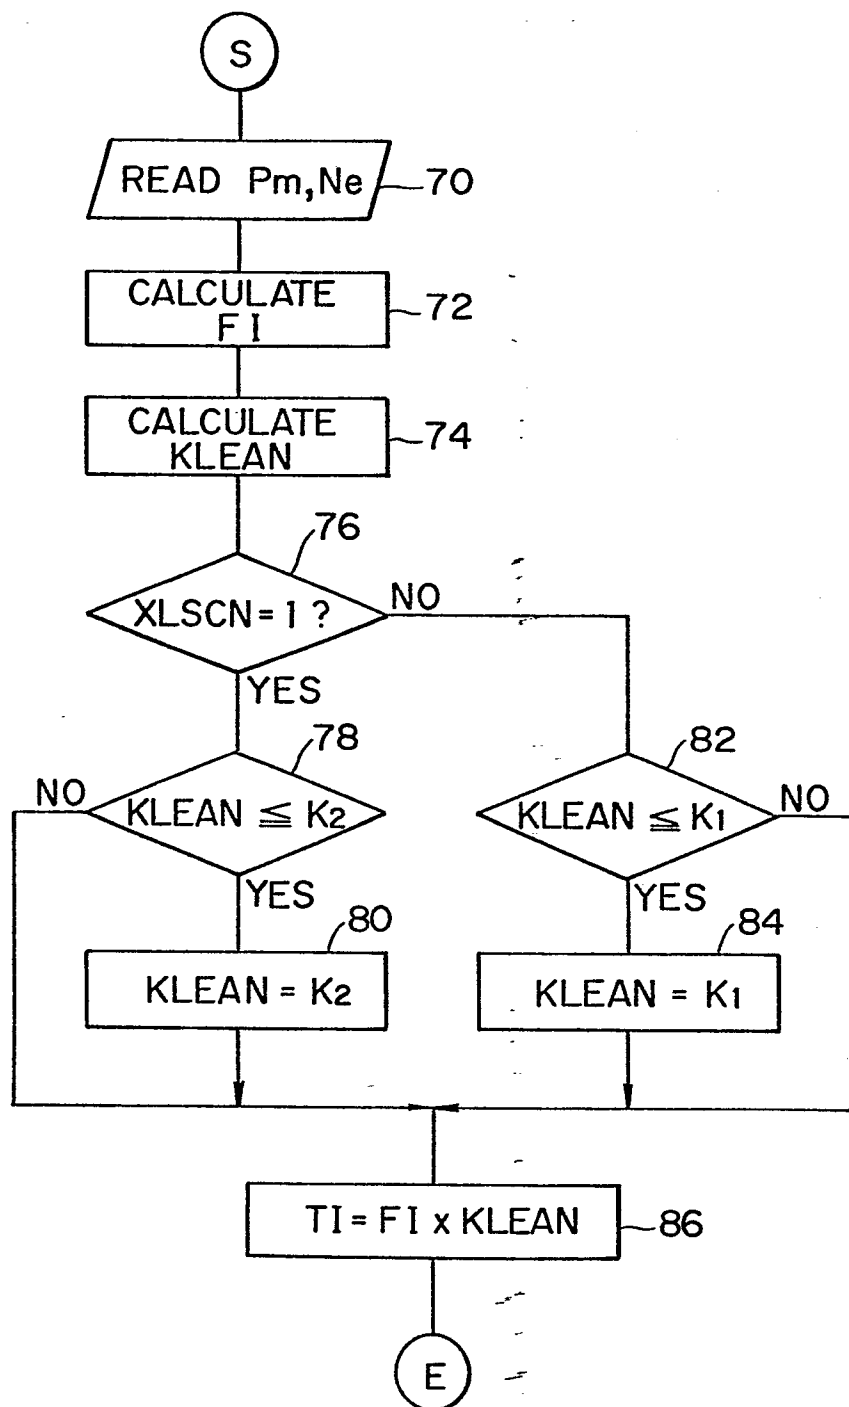 S
READ Pm,Ne
70
CALCULATE
FI
72
CALCULATE
KLEAN
74
76
XLSCN=1?
NO
YES
78
82
NO
KLEAN ≦ K2
KLEAN ≦ K1
NO
YES
YES
80
84
KLEAN = K2
KLEAN = K1
TI = FI x KLEAN
86
E